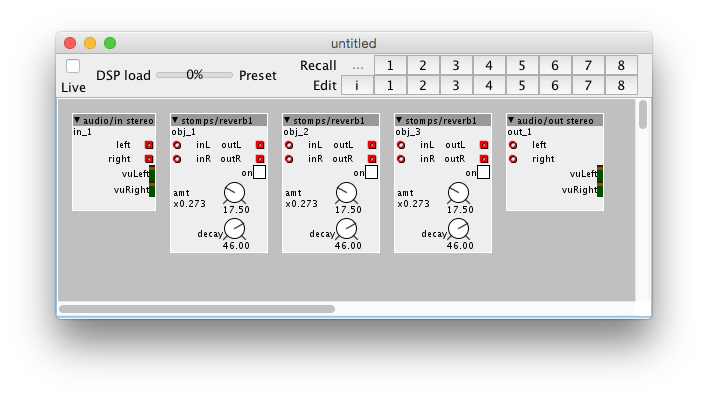 untitled
Live
DSP load 0% Preset
Recall ... 1 2 3 4 5 6 7 8
Edit i 1 2 3 4 5 6 7 8
▼ audio/in stereo
in_1
left
right
vuLeft
vuRight
▼ stomps/reverb1
obj_1
inL outL
inR outR
on
amt
x0.273
17.50
decay
46.00
▼ stomps/reverb1
obj_2
inL outL
inR outR
on
amt
x0.273
17.50
decay
46.00
▼ stomps/reverb1
obj_3
inL outL
inR outR
on
amt
x0.273
17.50
decay
46.00
▼ audio/out stereo
out_1
left
right
vuLeft
vuRight